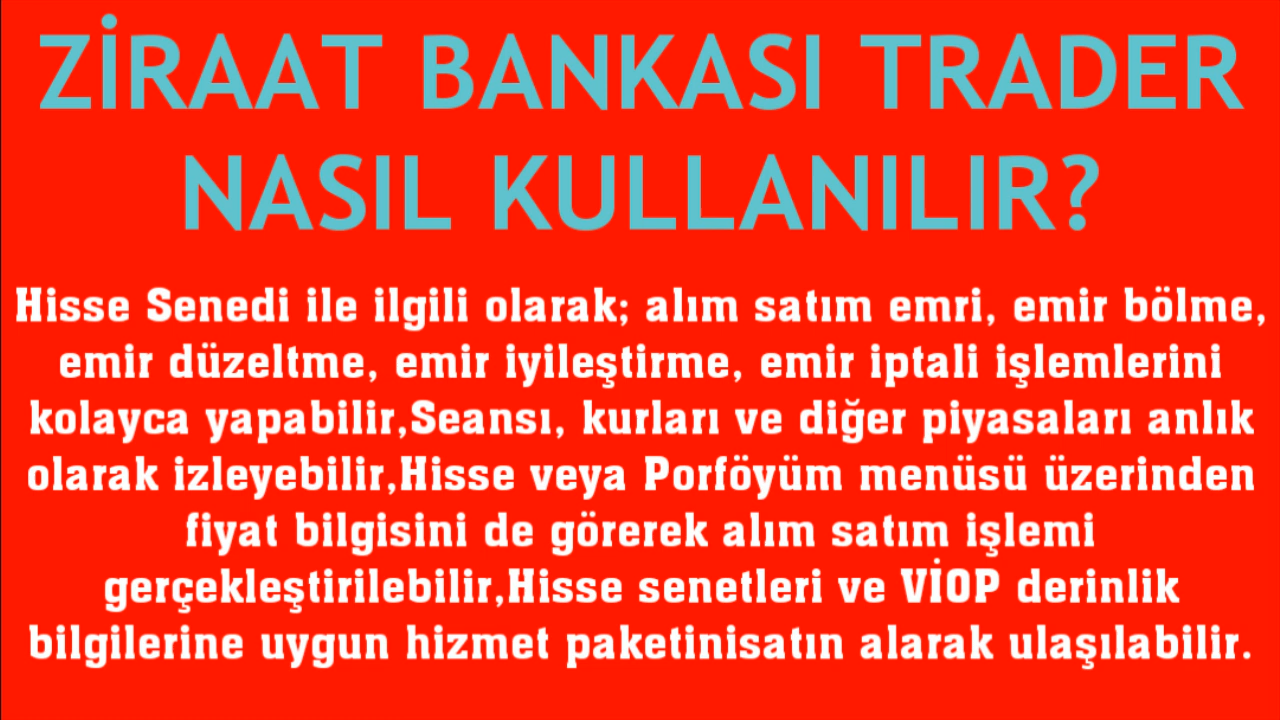 ZİRAAT BANKASI TRADER
NASIL KULLANILIR?
Hisse Senedi ile ilgili olarak; alım satım emri, emir bölme,
emir düzeltme, emir iyileştirme, emir iptali işlemlerini
kolayca yapabilir,Seansı, kurları ve diğer piyasaları anlık
olarak izleyebilir,Hisse veya Porföyüm menüsü üzerinden
fiyat bilgisini de görerek alım satım işlemi
gerçekleştirilebilir,Hisse senetleri ve VİOP derinlik
bilgilerine uygun hizmet paketinisatın alarak ulaşılabilir.